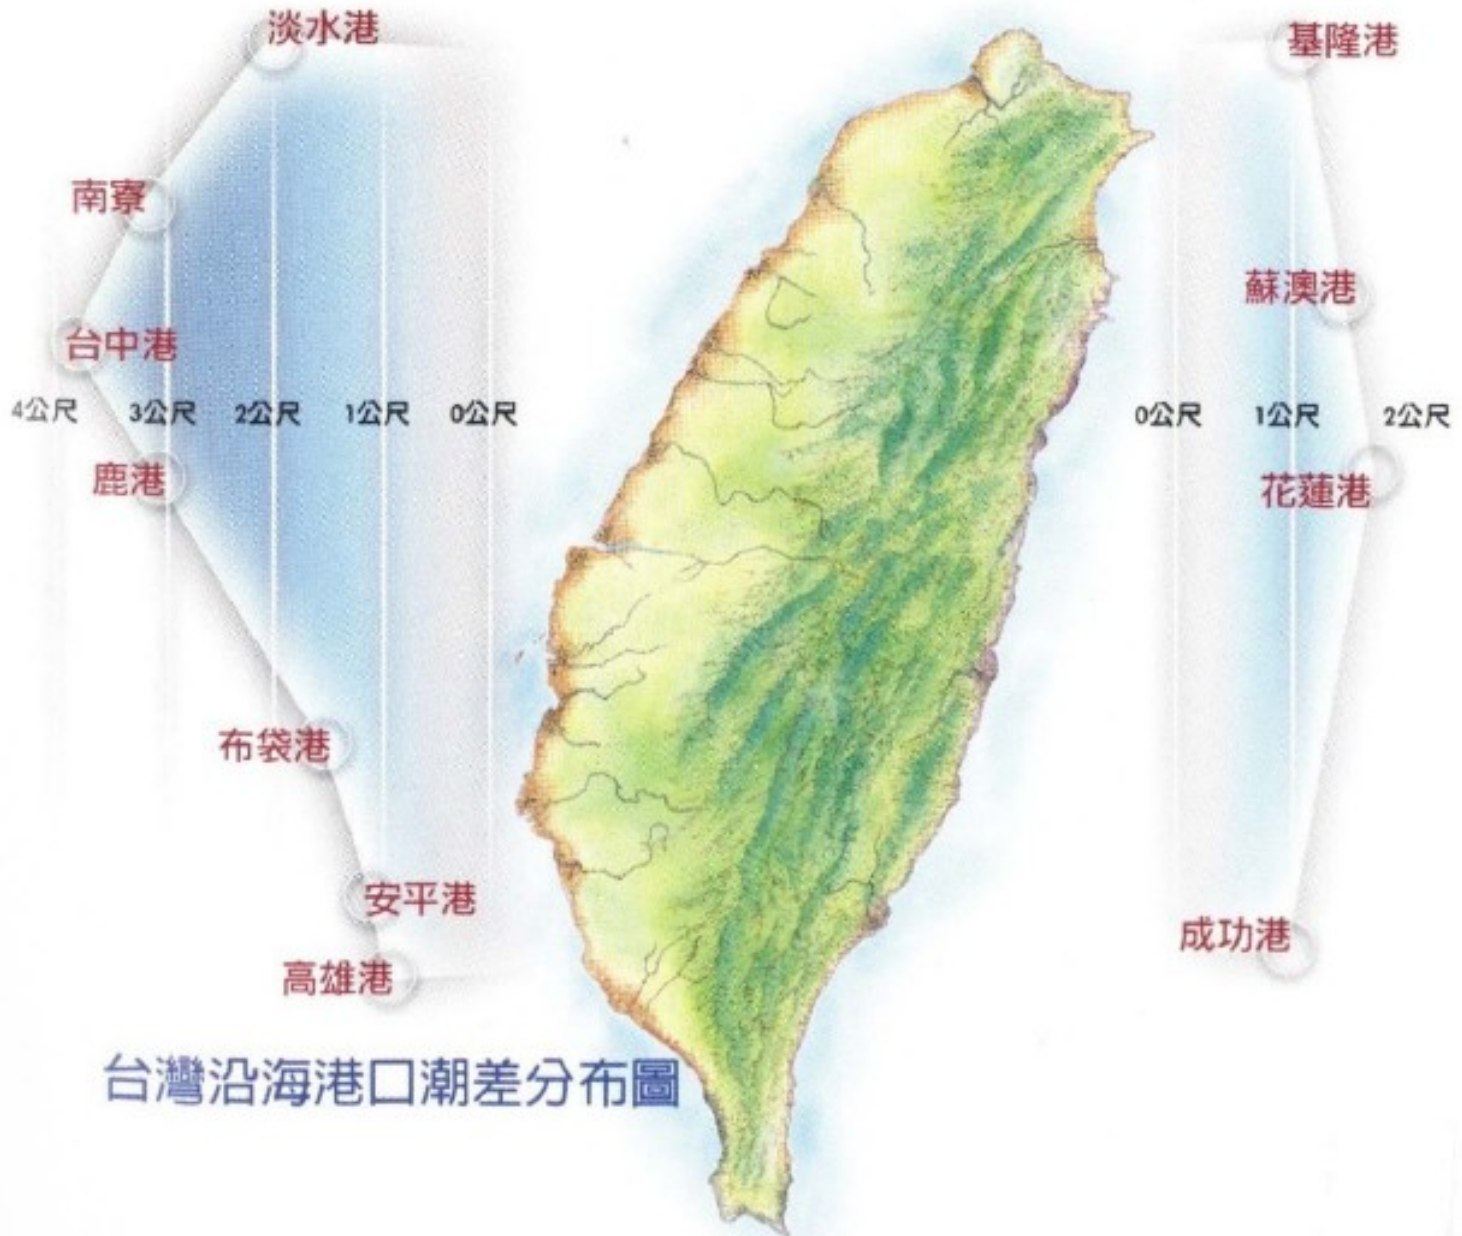 淡水港
基隆港
南寮
蘇澳港
台中港
4公尺 3公尺 2公尺 1公尺 0公尺
0公尺 1公尺 2公尺
鹿港
花蓮港
布袋港
安平港
成功港
高雄港
台灣沿海港口潮差分布圖